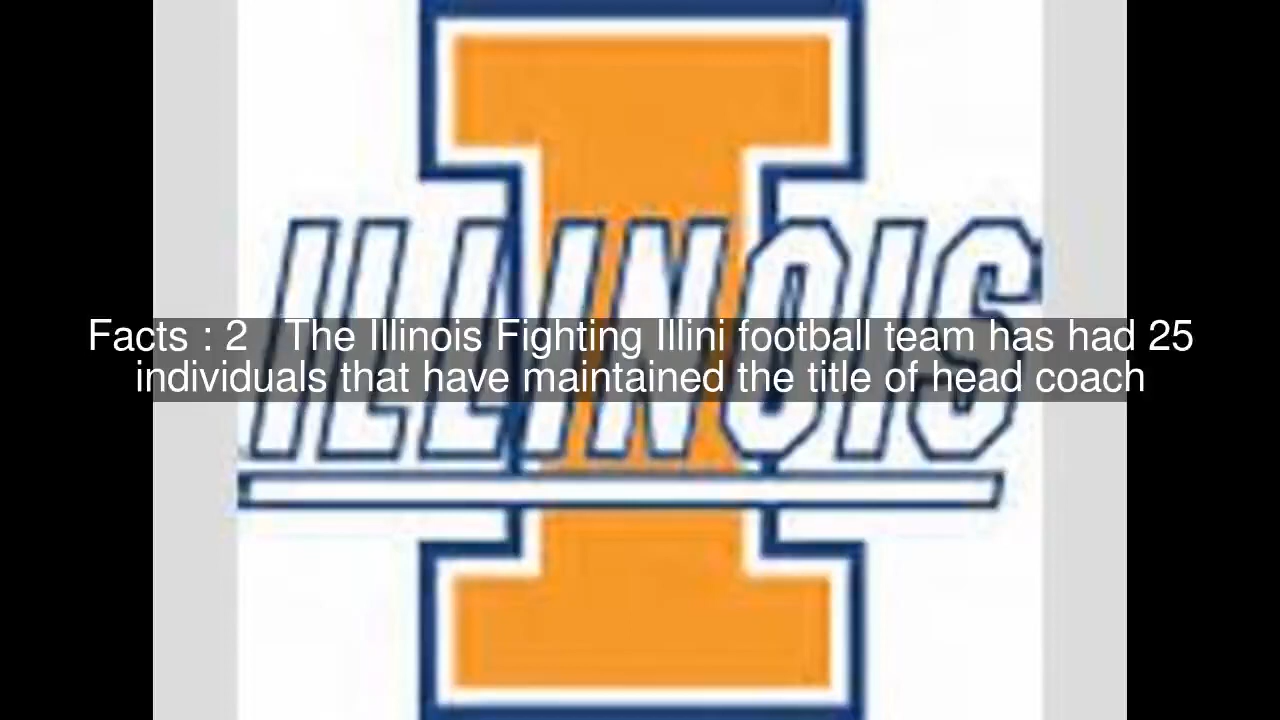 ILLINOIS
Facts : 2 The Illinois Fighting Illini football team has had 25
individuals that have maintained the title of head coach